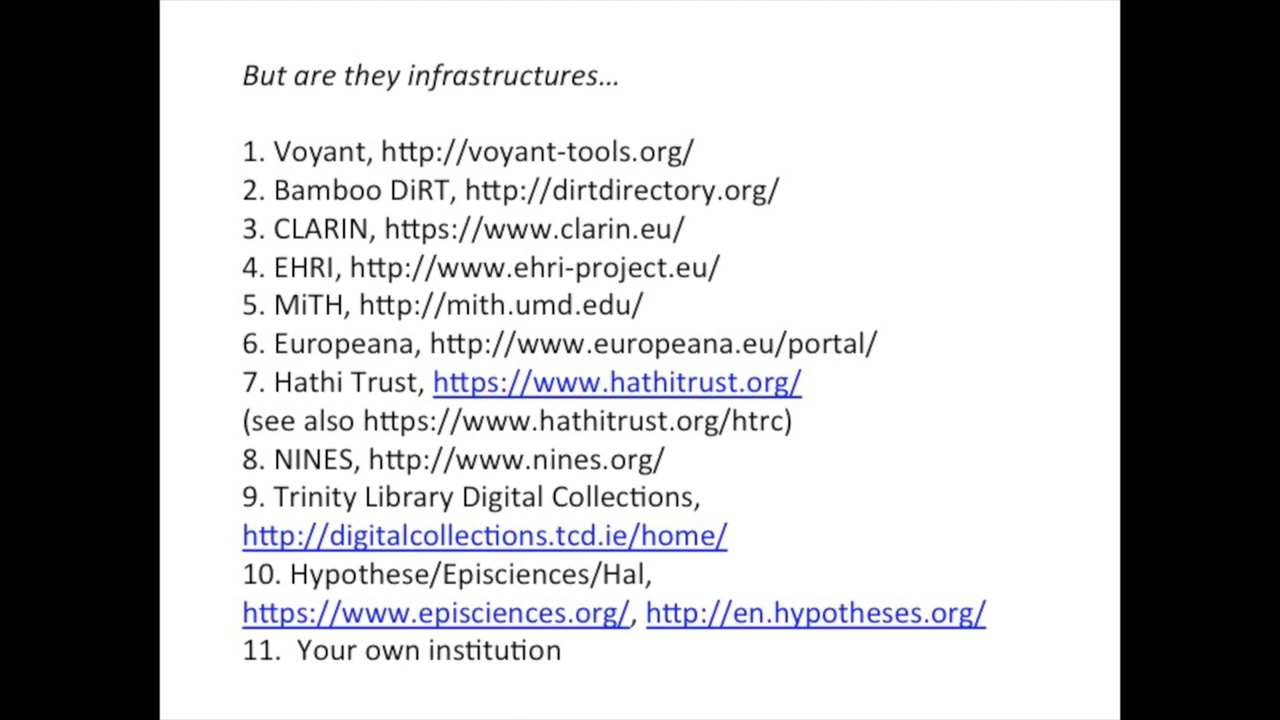 But are they infrastructures…
1. Voyant, http://voyant-tools.org/
2. Bamboo DiRT, http://dirtdirectory.org/
3. CLARIN, https://www.clarin.eu/
4. EHRI, http://www.ehri-project.eu/
5. MiTH, http://mith.umd.edu/
6. Europeana, http://www.europeana.eu/portal/
7. Hathi Trust, https://www.hathitrust.org/
(see also https://www.hathitrust.org/htrc)
8. NINES, http://www.nines.org/
9. Trinity Library Digital Collections,
http://digitalcollections.tcd.ie/home/
10. Hypothese/Episciences/Hal,
https://www.episciences.org/, http://en.hypotheses.org/
11.  Your own institution